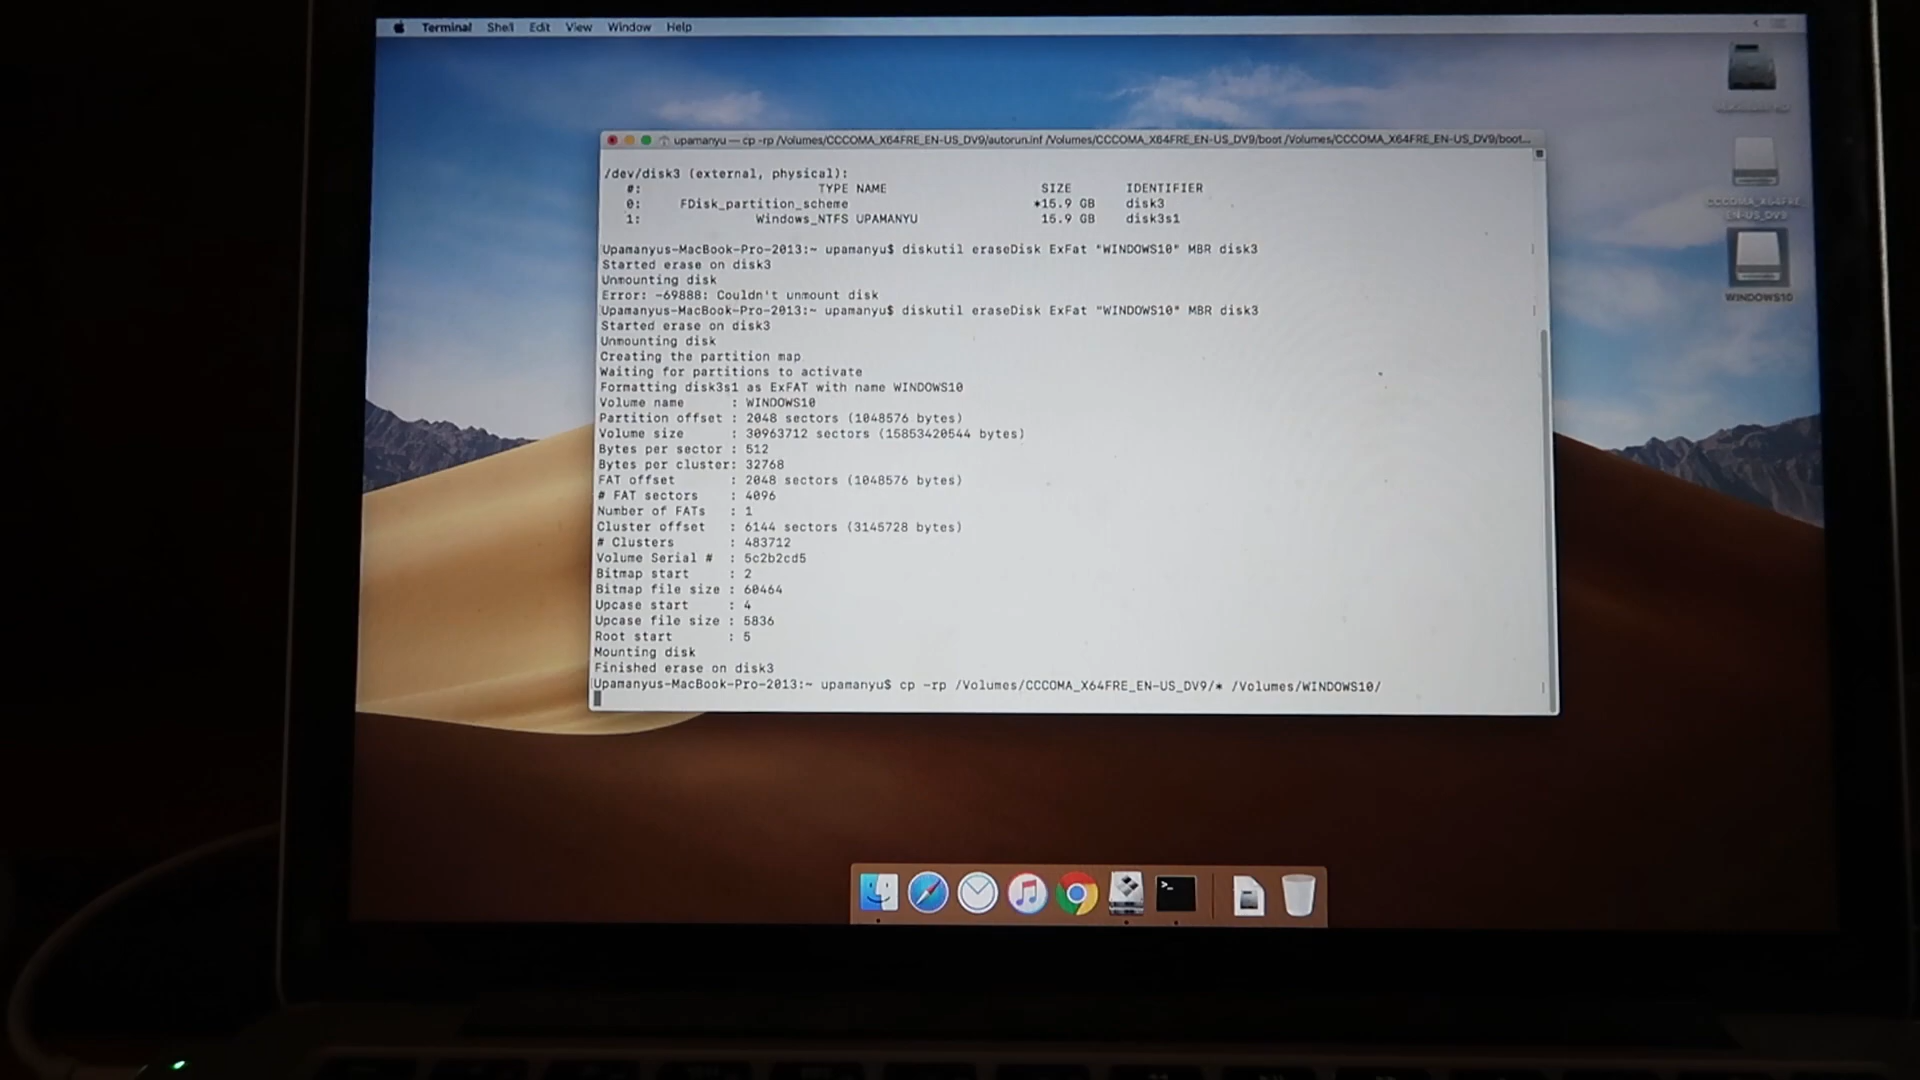 Terminal Shell Edit View Window Help
upamanyu — cp -rp /Volumes/CCCOMA_X64FRE_EN-US_DV9/autorun.inf /Volumes/CCCOMA_X64FRE_EN-US_DV9/boot /Volumes/CCCOMA_X64FRE_EN-US_DV9/boot...
/dev/disk3 (external, physical):
#: TYPE NAME SIZE IDENTIFIER
0: FDisk_partition_scheme *15.9 GB disk3
1: Windows_NTFS UPAMANYU 15.9 GB disk3s1
Upamanyus-MacBook-Pro-2013:~ upamanyu$ diskutil eraseDisk ExFat "WINDOWS10" MBR disk3
Started erase on disk3
Unmounting disk
Error: -69888: Couldn't unmount disk
Upamanyus-MacBook-Pro-2013:~ upamanyu$ diskutil eraseDisk ExFat "WINDOWS10" MBR disk3
Started erase on disk3
Unmounting disk
Creating the partition map
Waiting for partitions to activate
Formatting disk3s1 as ExFAT with name WINDOWS10
Volume name : WINDOWS10
Partition offset : 2048 sectors (1048576 bytes)
Volume size : 30963712 sectors (15853420544 bytes)
Bytes per sector : 512
Bytes per cluster: 32768
FAT offset : 2048 sectors (1048576 bytes)
# FAT sectors : 4096
Number of FATs : 1
Cluster offset : 6144 sectors (3145728 bytes)
# Clusters : 483712
Volume Serial # : 5c2b2cd5
Bitmap start : 2
Bitmap file size : 60464
Upcase start : 4
Upcase file size : 5836
Root start : 5
Mounting disk
Finished erase on disk3
Upamanyus-MacBook-Pro-2013:~ upamanyu$ cp -rp /Volumes/CCCOMA_X64FRE_EN-US_DV9/* /Volumes/WINDOWS10/
CCCOMA_X64FRE_
EN-US_DV9
WINDOWS10